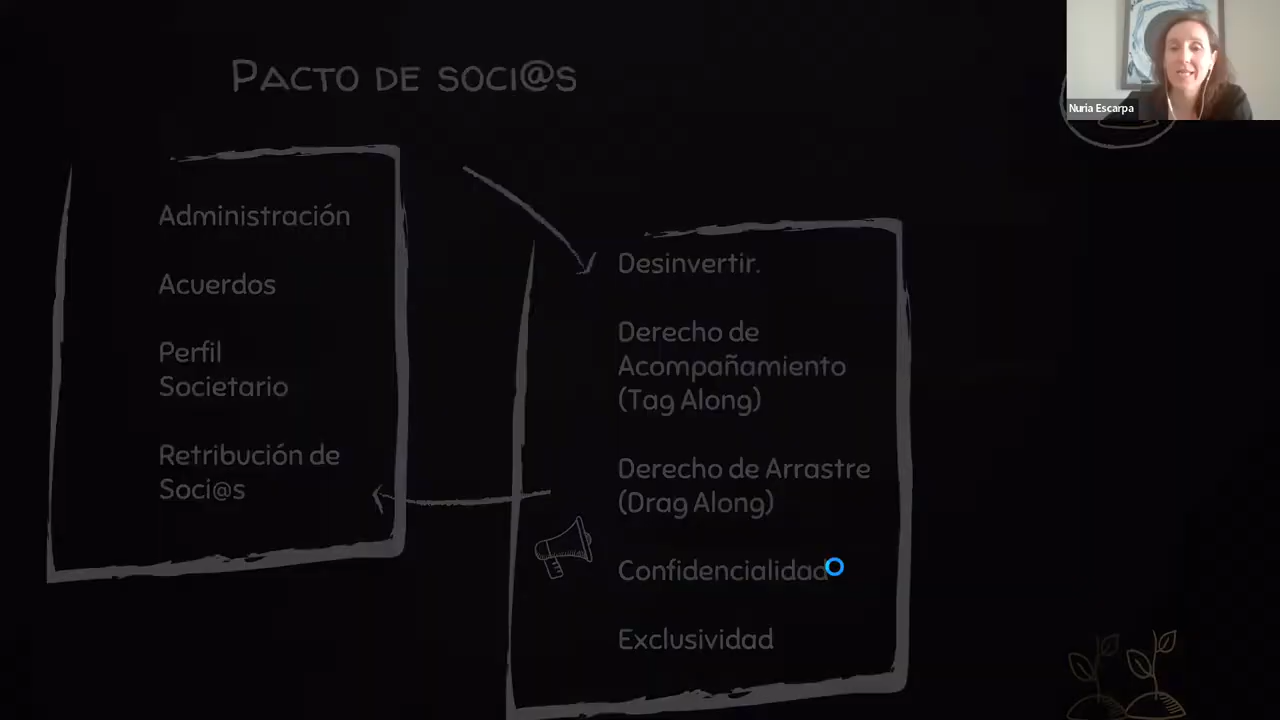 PACTO DE SOCI@S
Administración
Acuerdos
Perfil
Societario
Retribución de
Soci@s
Desinvertir.
Derecho de
Acompañamiento
(Tag Along)
Derecho de Arrastre
(Drag Along)
Confidencialidad
Exclusividad
Nuria Escarpa